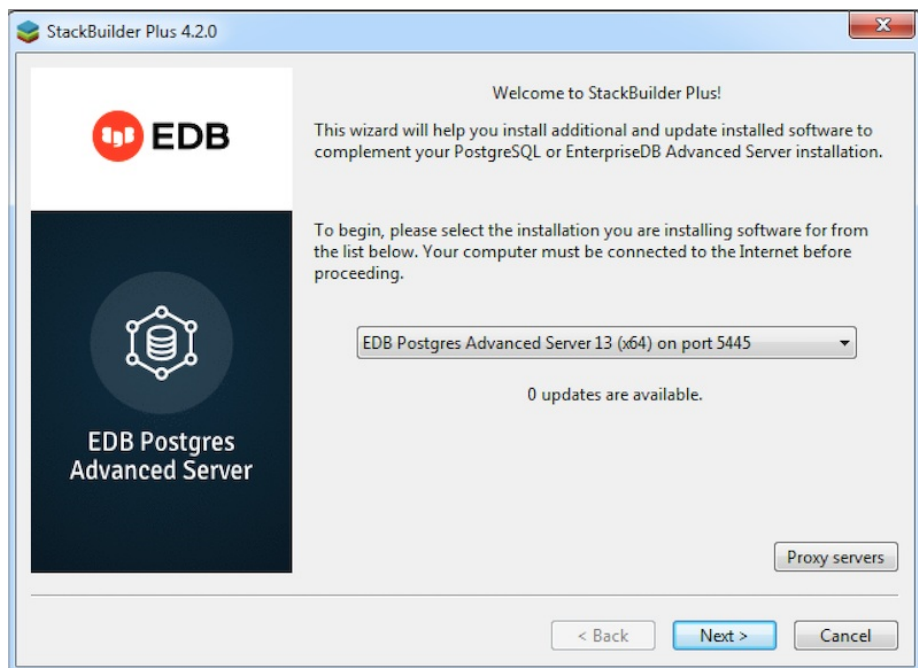 StackBuilder Plus 4.2.0
EDB
EDB Postgres
Advanced Server
Welcome to StackBuilder Plus!
This wizard will help you install additional and update installed software to
complement your PostgreSQL or EnterpriseDB Advanced Server installation.
To begin, please select the installation you are installing software for from
the list below. Your computer must be connected to the Internet before
proceeding.
EDB Postgres Advanced Server 13 (x64) on port 5445
0 updates are available.
Proxy servers
< Back Next > Cancel